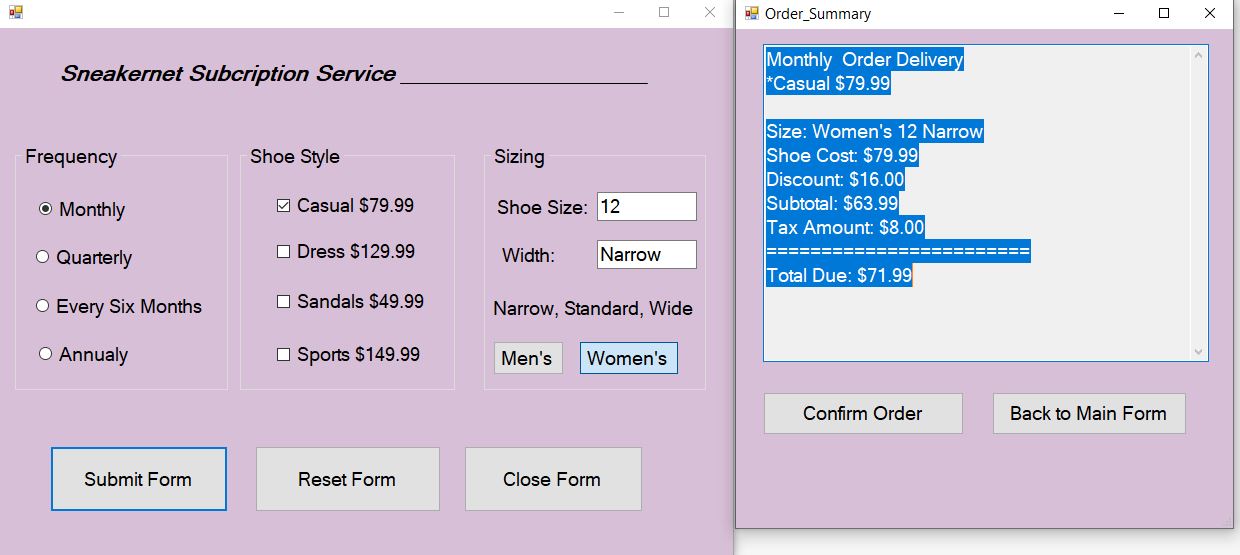 Sneakernet Subcription Service ____________________
Frequency
Monthly
Quarterly
Every Six Months
Annualy
Shoe Style
Casual $79.99
Dress $129.99
Sandals $49.99
Sports $149.99
Sizing
Shoe Size: 12
Width: Narrow
Narrow, Standard, Wide
Men's Women's
Submit Form Reset Form Close Form
Order_Summary
Monthly  Order Delivery
*Casual $79.99
Size: Women's 12 Narrow
Shoe Cost: $79.99
Discount: $16.00
Subtotal: $63.99
Tax Amount: $8.00
========================
Total Due: $71.99
Confirm Order Back to Main Form